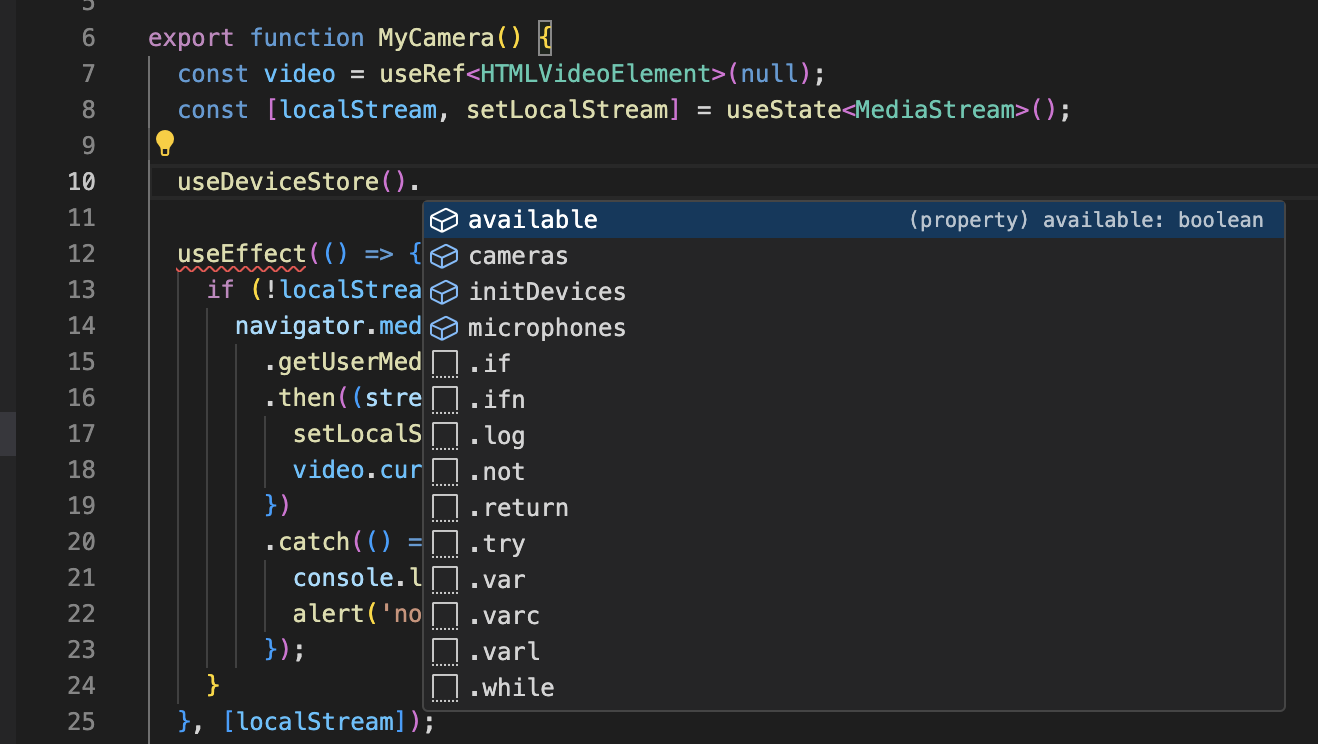 5
6 export function MyCamera() {
7 const video = useRef<HTMLVideoElement>(null);
8 const [localStream, setLocalStream] = useState<MediaStream>();
9
10 useDeviceStore().
11 available (property) available: boolean
12 useEffect(() => { cameras
13 if (!localStrea initDevices
14 navigator.med microphones
15 .getUserMed .if
16 .then((stre .ifn
17 setLocalS .log
18 video.cur .not
19 }) .return
20 .catch(() = .try
21 console.l .var
22 alert('no .varc
23 }); .varl
24 } .while
25 }, [localStream]);